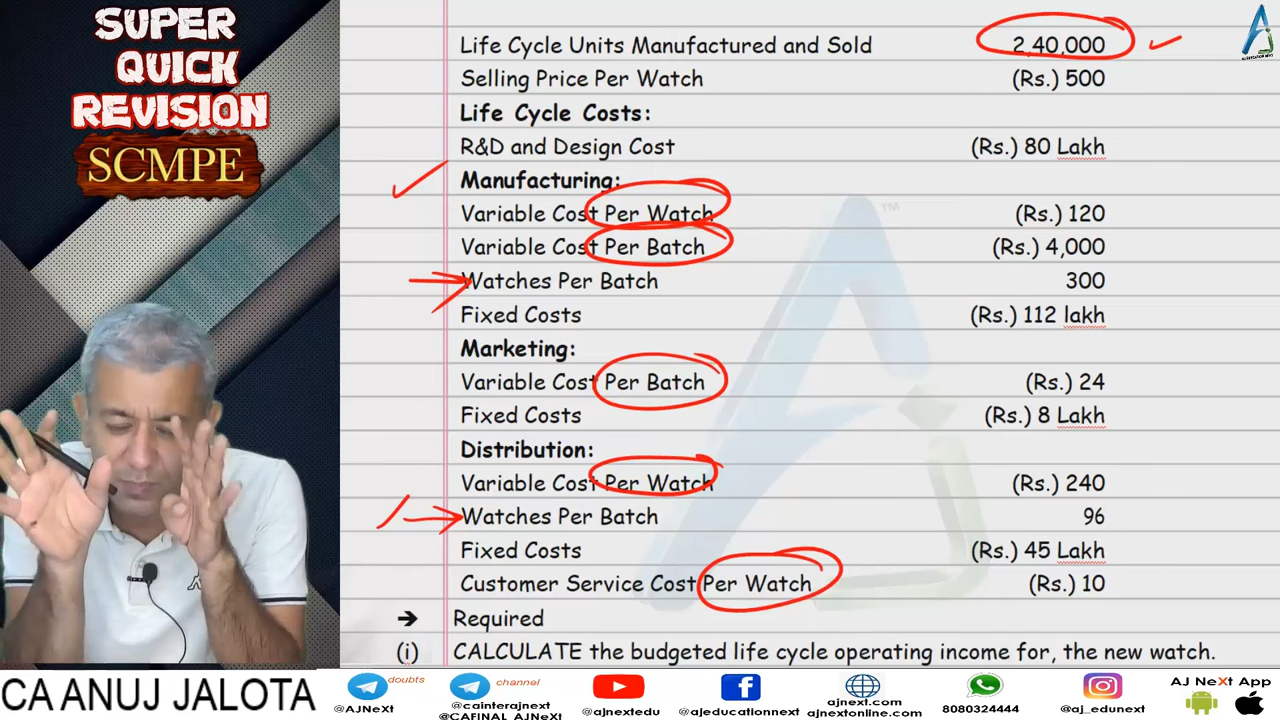 SUPER
QUICK
REVISION
SCMPE
Life Cycle Units Manufactured and Sold 2,40,000
Selling Price Per Watch (Rs.) 500
Life Cycle Costs:
R&D and Design Cost (Rs.) 80 Lakh
Manufacturing:
Variable Cost Per Watch (Rs.) 120
Variable Cost Per Batch (Rs.) 4,000
Watches Per Batch 300
Fixed Costs (Rs.) 112 lakh
Marketing:
Variable Cost Per Batch (Rs.) 24
Fixed Costs (Rs.) 8 Lakh
Distribution:
Variable Cost Per Watch (Rs.) 240
Watches Per Batch 96
Fixed Costs (Rs.) 45 Lakh
Customer Service Cost Per Watch (Rs.) 10
➔ Required
(i) CALCULATE the budgeted life cycle operating income for, the new watch.
TM
CA ANUJ JALOTA
doubts
@AJNeXt
channel
@cainterajnext
@CAFINAL_AJNeXt
@ajnextedu
@ajeducationnext
ajnext.com
ajnextonline.com
8080324444
@aj_edunext
AJ NeXt App